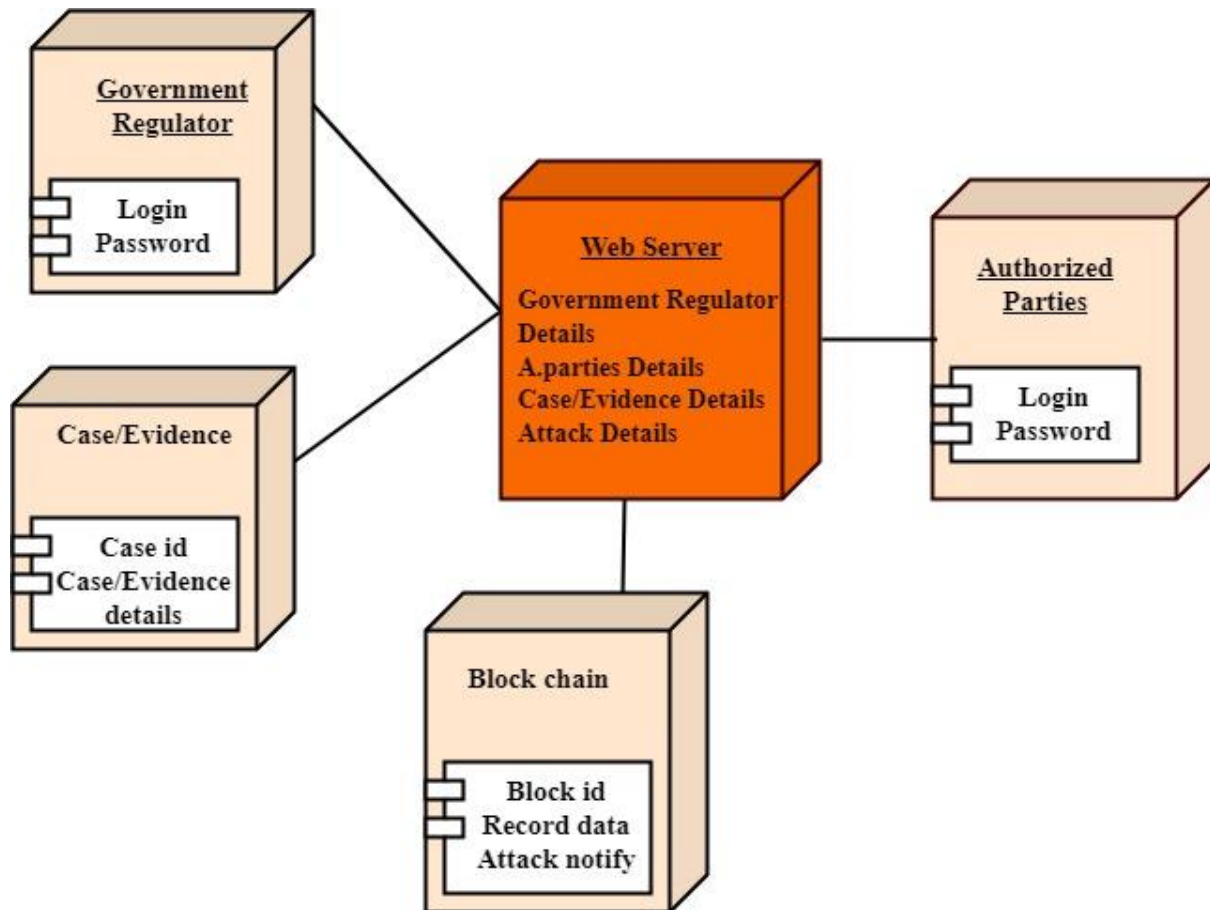 Government
Regulator
Login
Password
Web Server
Government Regulator
Details
A.parties Details
Case/Evidence Details
Attack Details
Authorized
Parties
Login
Password
Case/Evidence
Case id
Case/Evidence
details
Block chain
Block id
Record data
Attack notify